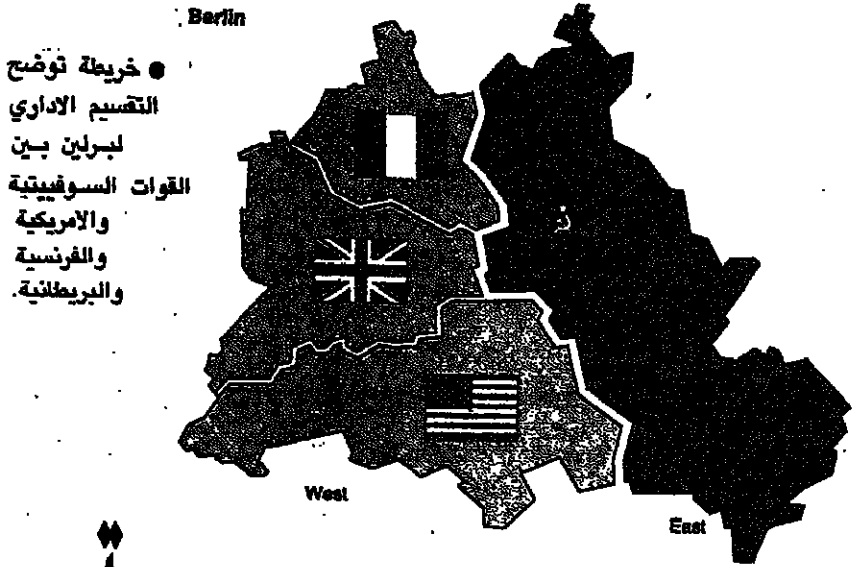 Berlin
● خريطة توضح
التقسيم الاداري
لبرلين بين
القوات السوفييتية
والامريكية
والفرنسية
والبريطانية.
West
East